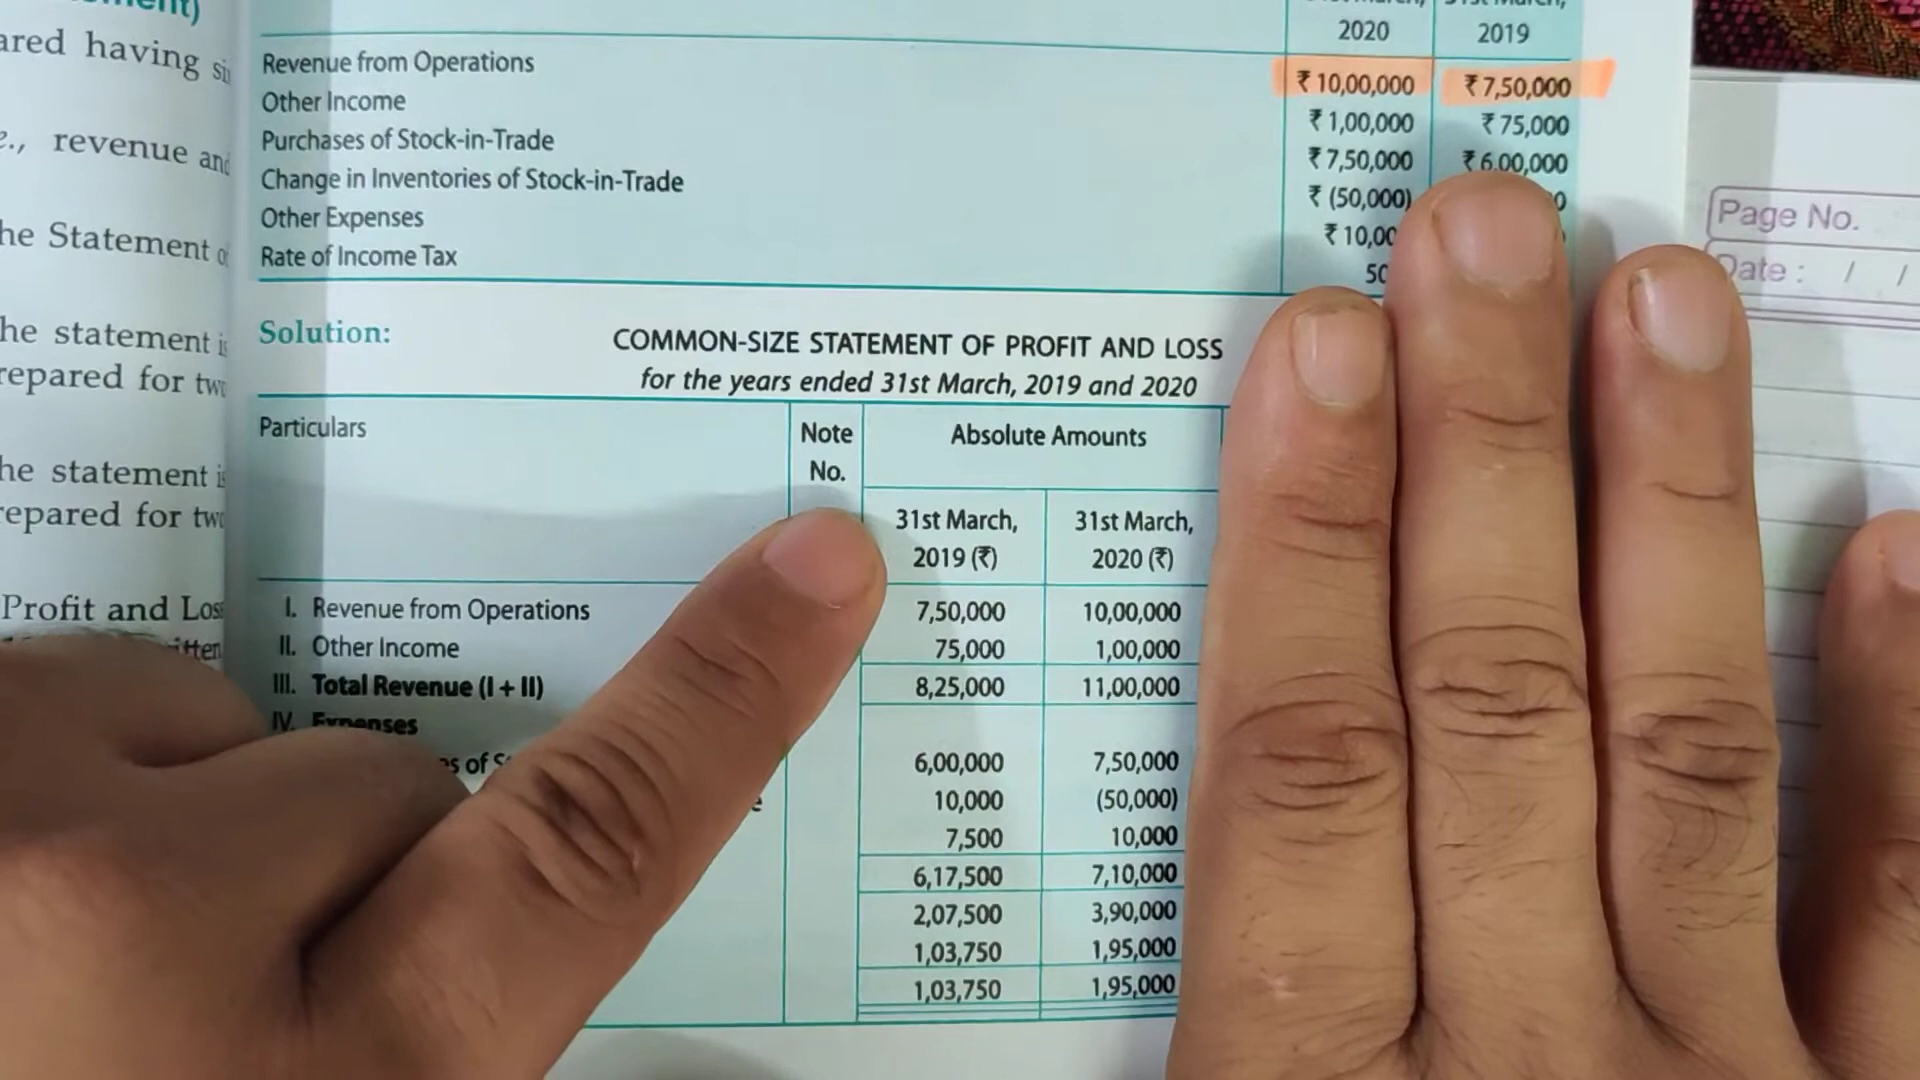 ared having
e., revenue and
he Statement
he statement
repared for
he statement
repared for
Profit and
2020 2019
Revenue from Operations ₹ 10,00,000 ₹ 7,50,000
Other Income ₹ 1,00,000 ₹ 75,000
Purchases of Stock-in-Trade ₹ 7,50,000 ₹ 6,00,000
Change in Inventories of Stock-in-Trade ₹ (50,000)
Other Expenses ₹ 10,00
Rate of Income Tax
Solution:
COMMON-SIZE STATEMENT OF PROFIT AND LOSS
for the years ended 31st March, 2019 and 2020
Particulars Note No. Absolute Amounts
31st March, 2019 (₹) 31st March, 2020 (₹)
I. Revenue from Operations 7,50,000 10,00,000
II. Other Income 75,000 1,00,000
III. Total Revenue (I + II) 8,25,000 11,00,000
IV. Expenses
of 6,00,000 7,50,000
10,000 (50,000)
7,500 10,000
6,17,500 7,10,000
2,07,500 3,90,000
1,03,750 1,95,000
1,03,750 1,95,000
Page No.
Date : / /